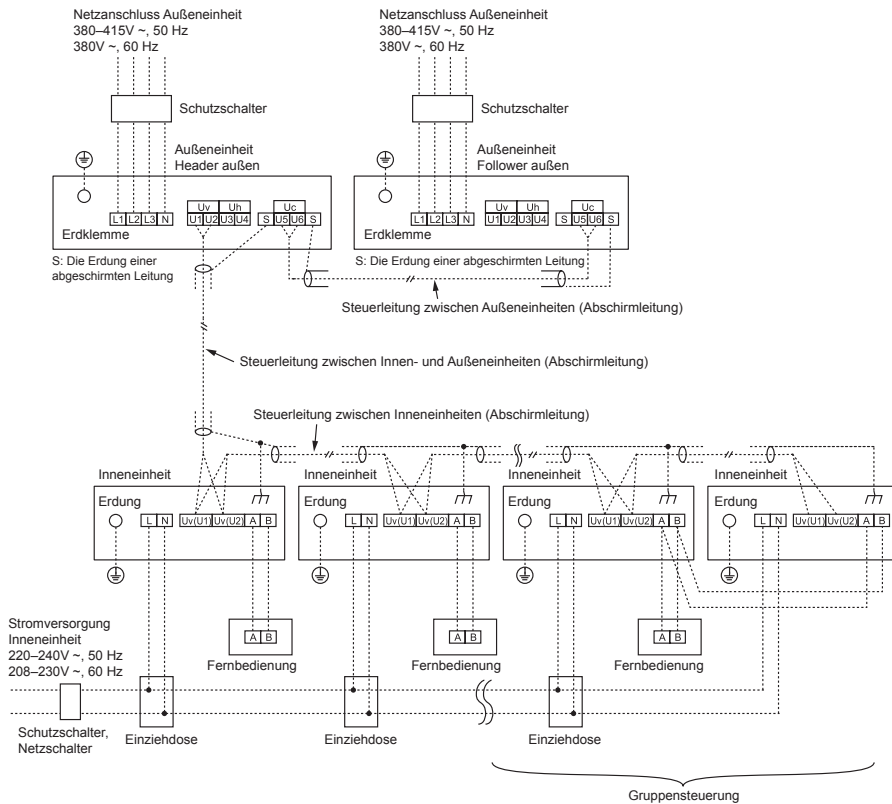 Netzanschluss Außeneinheit
380–415V ~, 50 Hz
380V ~, 60 Hz
Netzanschluss Außeneinheit
380–415V ~, 50 Hz
380V ~, 60 Hz
Schutzschalter
Schutzschalter
Außeneinheit
Header außen
Außeneinheit
Follower außen
Uv Uh Uc
L1 L2 L3 N U1 U2 U3 U4 S U5 U6 S
Erdklemme
Uv Uh Uc
L1 L2 L3 N U1 U2 U3 U4 S U5 U6 S
Erdklemme
S: Die Erdung einer
abgeschirmten Leitung
S: Die Erdung einer abgeschirmten Leitung
Steuerleitung zwischen Außeneinheiten (Abschirmleitung)
Steuerleitung zwischen Innen- und Außeneinheiten (Abschirmleitung)
Steuerleitung zwischen Inneneinheiten (Abschirmleitung)
Inneneinheit
Inneneinheit
Inneneinheit
Inneneinheit
Erdung
L N Uv(U1) Uv(U2) A B
Erdung
L N Uv(U1) Uv(U2) A B
Erdung
L N Uv(U1) Uv(U2) A B
Erdung
L N Uv(U1) Uv(U2) A B
Stromversorgung
Inneneinheit
220–240V ~, 50 Hz
208–230V ~, 60 Hz
A B
Fernbedienung
A B
Fernbedienung
A B
Fernbedienung
Schutzschalter,
Netzschalter
Einziehdose
Einziehdose
Einziehdose
Gruppensteuerung